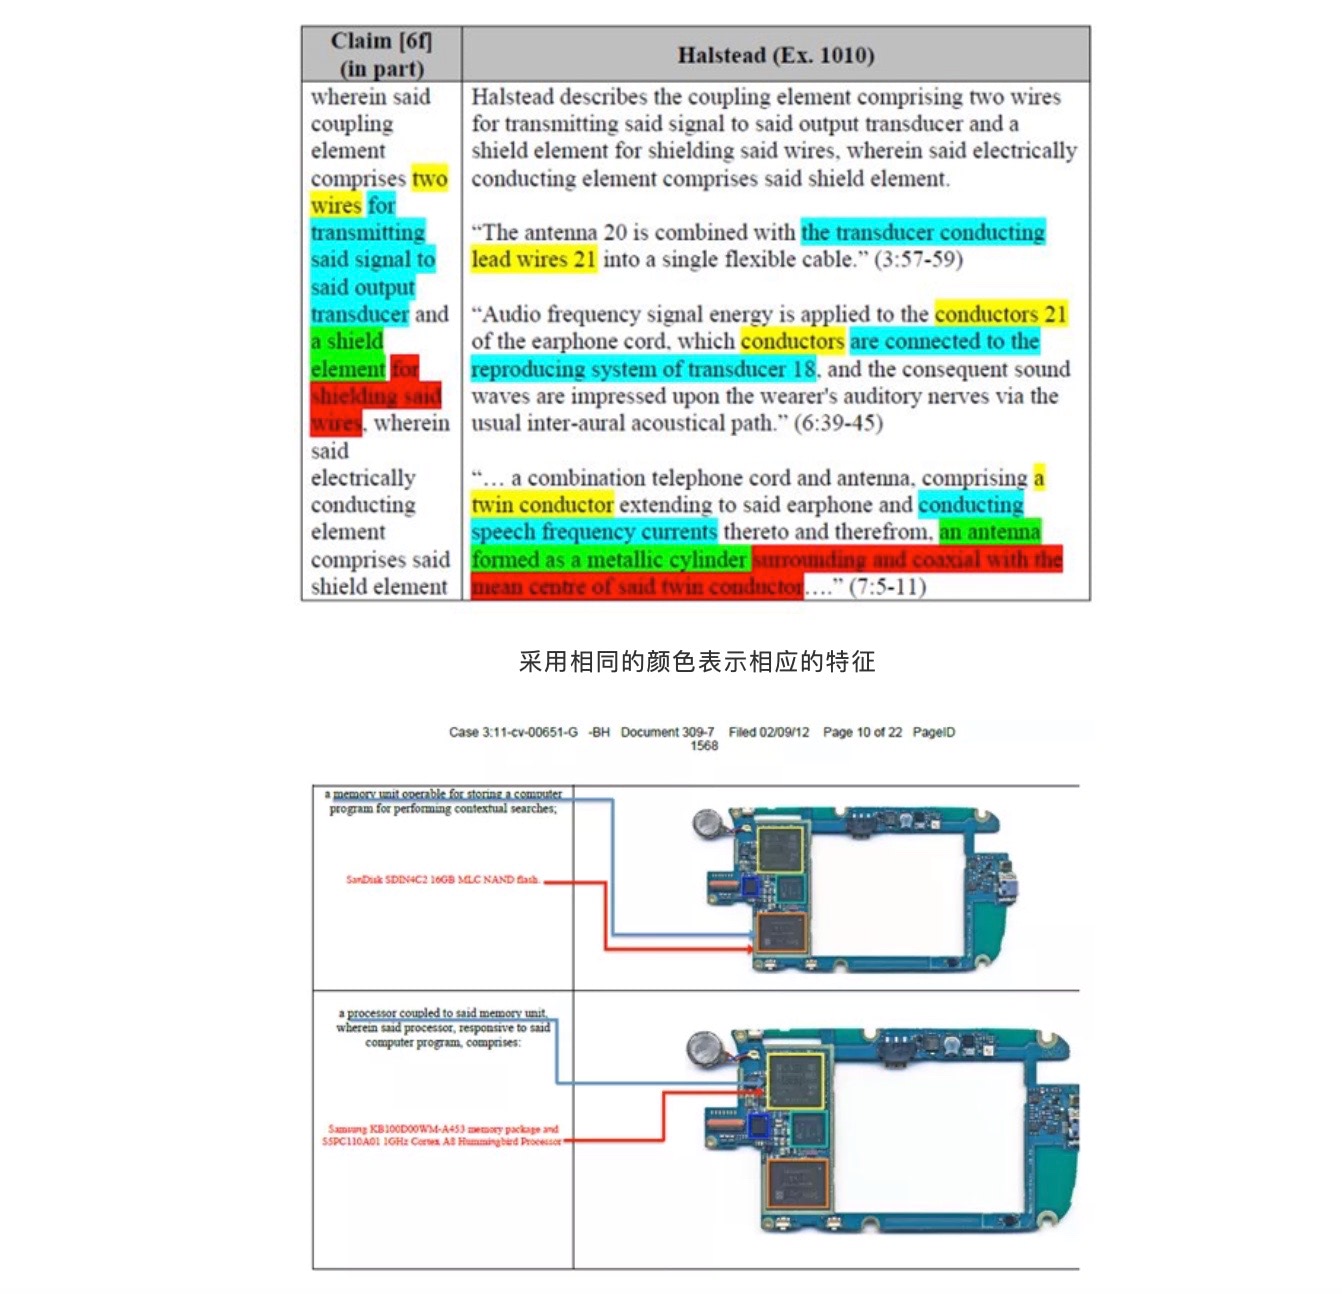 Claim [6f]
(in part)
Halstead (Ex. 1010)
wherein said
coupling
element
comprises two
wires for
transmitting
said signal to
said output
transducer and
a shield
element for
shielding said
wires, wherein
said
electrically
conducting
element
comprises said
shield element
Halstead describes the coupling element comprising two wires
for transmitting said signal to said output transducer and a
shield element for shielding said wires, wherein said electrically
conducting element comprises said shield element.
“The antenna 20 is combined with the transducer conducting
lead wires 21 into a single flexible cable.” (3:57-59)
“Audio frequency signal energy is applied to the conductors 21
of the earphone cord, which conductors are connected to the
reproducing system of transducer 18, and the consequent sound
waves are impressed upon the wearer's auditory nerves via the
usual inter-aural acoustical path.” (6:39-45)
“… a combination telephone cord and antenna, comprising a
twin conductor extending to said earphone and conducting
speech frequency currents thereto and therefrom, an antenna
formed as a metallic cylinder surrounding and coaxial with the
mean centre of said twin conductor….” (7:5-11)
采用相同的颜色表示相应的特征
Case 3:11-cv-00651-G -BH Document 309-7 Filed 02/09/12 Page 10 of 22 PageID
1568
a memory unit operable for storing a computer
program for performing contextual searches;
SanDisk SDIN4C2 16GB MLC NAND flash.
a processor coupled to said memory unit,
wherein said processor, responsive to said
computer program, comprises:
Samsung KB100D00WM-A453 memory package and
S5PC110A01 1GHz Cortex A8 Hummingbird Processor